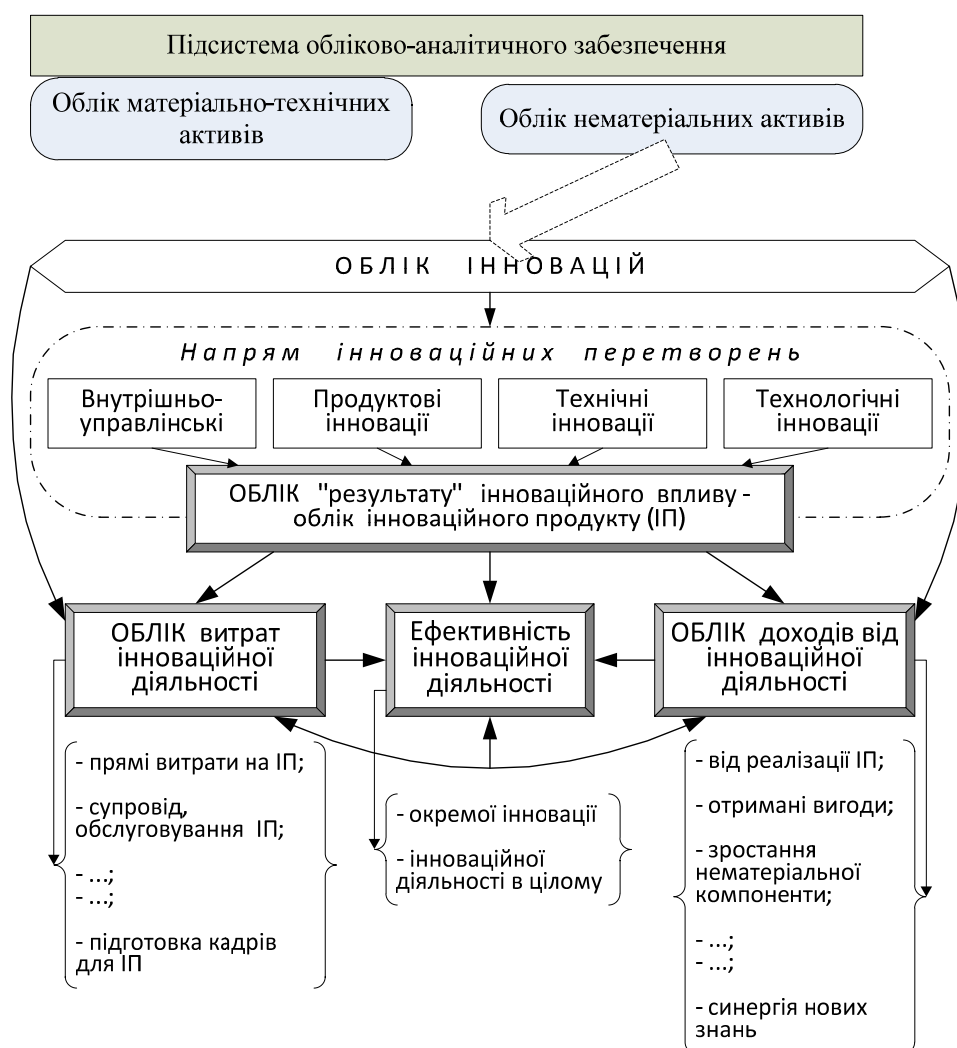 Підсистема обліково-аналітичного забезпечення
Облік матеріально-технічних
активів
Облік нематеріальних активів
ОБЛІК ІННОВАЦІЙ
Напрям інноваційних перетворень
Внутрішньо-
управлінські
Продуктові
інновації
Технічні
інновації
Технологічні
інновації
ОБЛІК "результату" інноваційного впливу -
облік інноваційного продукту (ІП)
ОБЛІК витрат
інноваційної
діяльності
Ефективність
інноваційної
діяльності
ОБЛІК доходів від
інноваційної
діяльності
- прямі витрати на ІП;
- супровід,
обслуговування ІП;
- ...;
- ...;
- підготовка кадрів
для ІП
- окремої інновації
- інноваційної
діяльності в цілому
- від реалізації ІП;
- отримані вигоди;
- зростання
нематеріальної
компоненти;
- ...;
- ...;
- синергія нових
знань